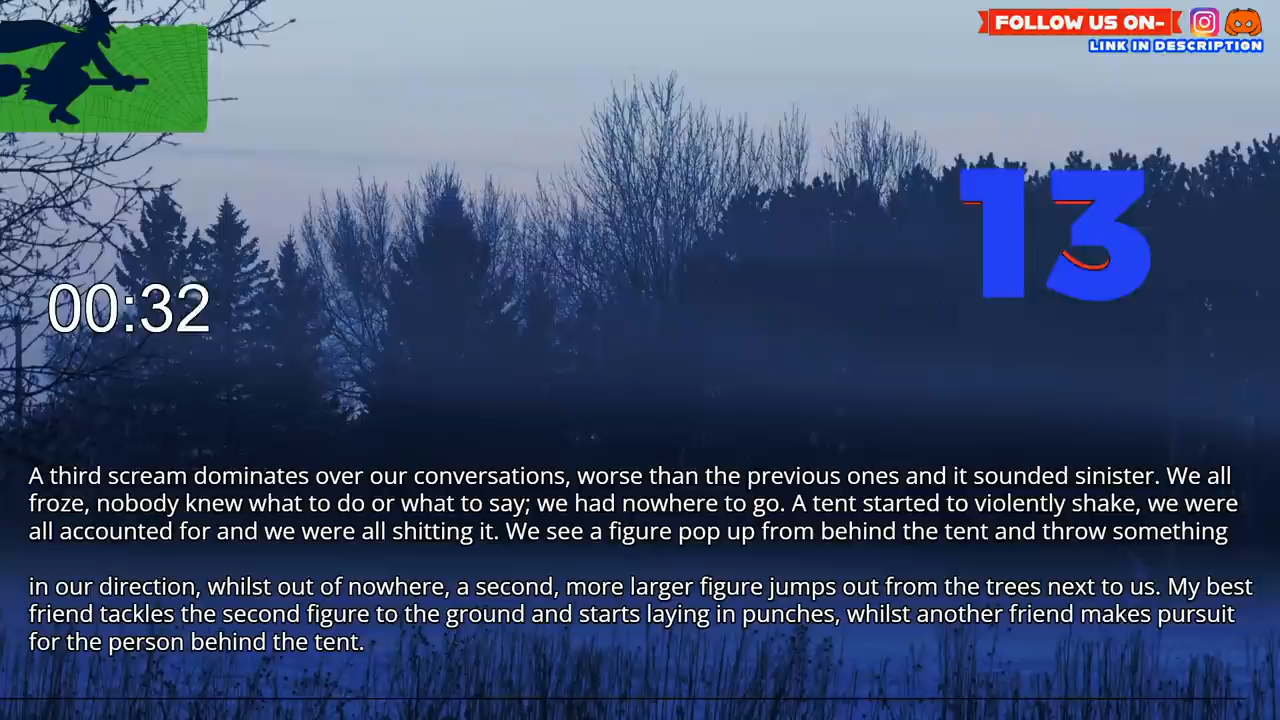 FOLLOW US ON-
LINK IN DESCRIPTION
13
00:32
A third scream dominates over our conversations, worse than the previous ones and it sounded sinister. We all
froze, nobody knew what to do or what to say; we had nowhere to go. A tent started to violently shake, we were
all accounted for and we were all shitting it. We see a figure pop up from behind the tent and throw something
in our direction, whilst out of nowhere, a second, more larger figure jumps out from the trees next to us. My best
friend tackles the second figure to the ground and starts laying in punches, whilst another friend makes pursuit
for the person behind the tent.